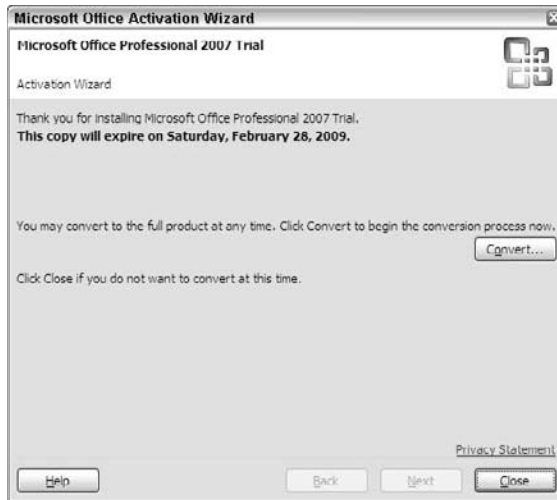 Microsoft Office Activation Wizard
Microsoft Office Professional 2007 Trial
Activation Wizard
Thank you for installing Microsoft Office Professional 2007 Trial.
This copy will expire on Saturday, February 28, 2009.
You may convert to the full product at any time. Click Convert to begin the conversion process now.
Convert...
Click Close if you do not want to convert at this time.
Privacy Statement
Help Back Next Close